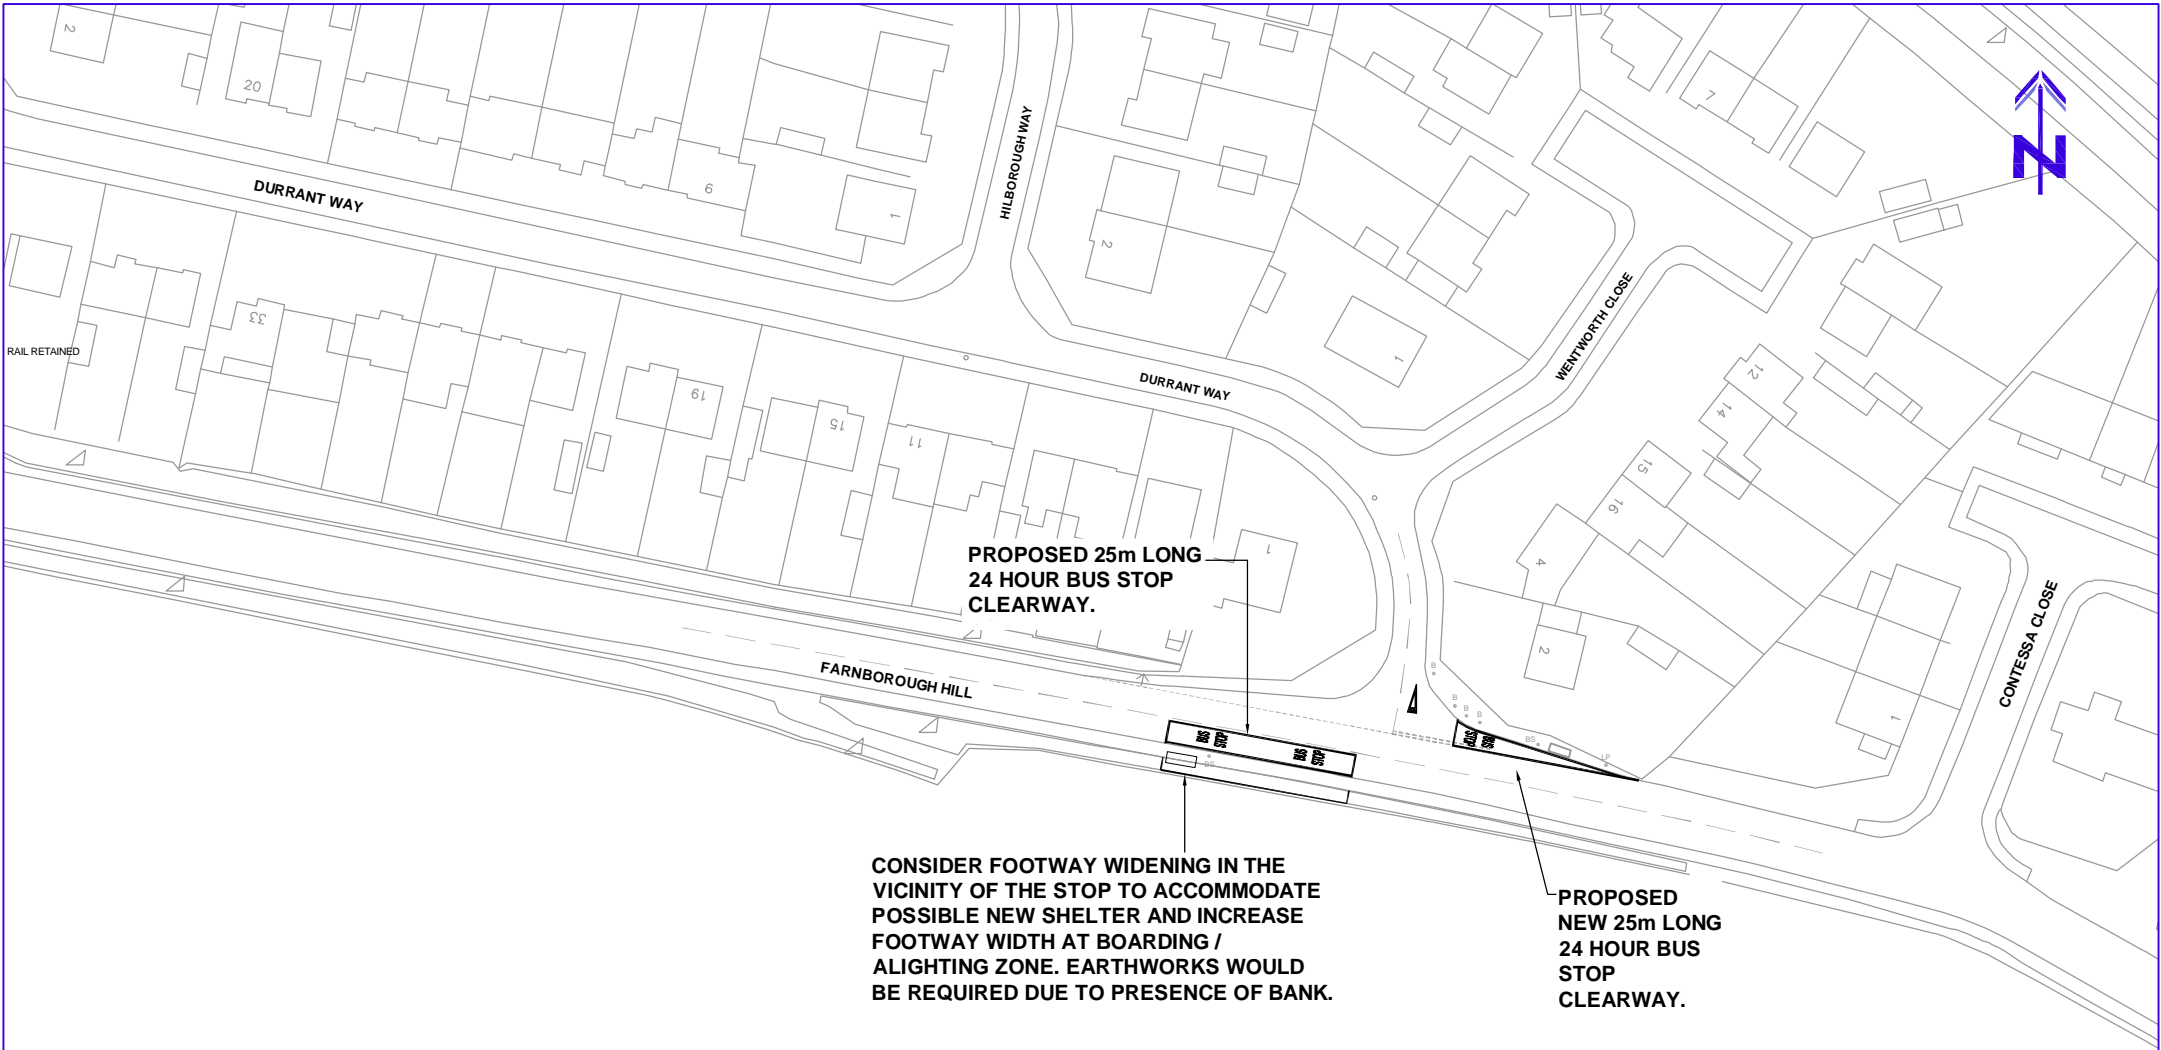 2
20
7
N
HILBOROUGH WAY
DURRANT WAY
6
1
2
WENTWORTH CLOSE
33
RAIL RETAINED
1
DURRANT WAY
19
15
11
12
14
15
16
PROPOSED 25m LONG
24 HOUR BUS STOP
CLEARWAY.
1
4
2
CONTESSA CLOSE
1
FARNBOROUGH HILL
B
B
B
B
BUS
STOP
BUS
STOP
BUS
STOP
BS
BS
LP
CONSIDER FOOTWAY WIDENING IN THE
VICINITY OF THE STOP TO ACCOMMODATE
POSSIBLE NEW SHELTER AND INCREASE
FOOTWAY WIDTH AT BOARDING /
ALIGHTING ZONE. EARTHWORKS WOULD
BE REQUIRED DUE TO PRESENCE OF BANK.
PROPOSED
NEW 25m LONG
24 HOUR BUS
STOP
CLEARWAY.